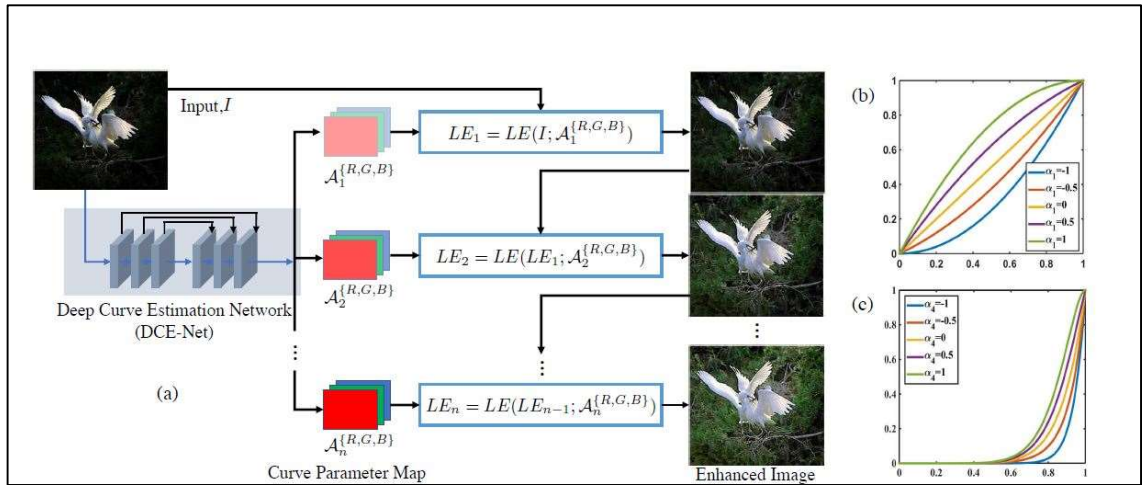 Input,I
LE₁ = LE(I; 𝒜₁^{R,G,B})
𝒜₁^{R,G,B}
LE₂ = LE(LE₁; 𝒜₂^{R,G,B})
𝒜₂^{R,G,B}
Deep Curve Estimation Network
(DCE-Net)
(a)
⋮
⋮
⋮
LEₙ = LE(LEₙ₋₁; 𝒜ₙ^{R,G,B})
𝒜ₙ^{R,G,B}
Curve Parameter Map
Enhanced Image
(b)
1
0.8
0.6
0.4
0.2
0
0 0.2 0.4 0.6 0.8 1
α₁=-1
α₁=-0.5
α₁=0
α₁=0.5
α₁=1
(c)
1
0.8
0.6
0.4
0.2
0
0 0.2 0.4 0.6 0.8 1
α₄=-1
α₄=-0.5
α₄=0
α₄=0.5
α₄=1